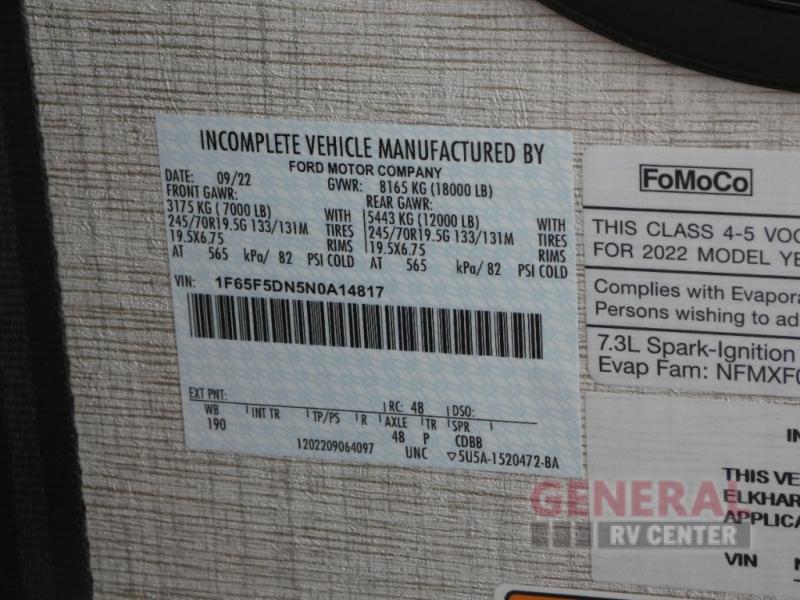 INCOMPLETE VEHICLE MANUFACTURED BY
FORD MOTOR COMPANY
DATE: 09/22 GVWR: 8165 KG (18000 LB)
FRONT GAWR: REAR GAWR:
3175 KG ( 7000 LB) WITH 5443 KG (12000 LB) WITH
245/70R19.5G 133/131M TIRES 245/70R19.5G 133/131M TIRES
19.5X6.75 RIMS 19.5X6.75 RIMS
AT 565 kPa/ 82 PSI COLD AT 565 kPa/ 82 PSI COLD
VIN: 1F65F5DN5N0A14817
EXT PNT: RC: 48 DSO:
WB INT TR TP/PS R AXLE TR SPR
190 48 P CDBB
1202209064097 UNC ▽5U5A-1520472-BA
FoMoCo
THIS CLASS 4-5 VOC
FOR 2022 MODEL YE
Complies with Evapora
Persons wishing to ad
7.3L Spark-Ignition
Evap Fam: NFMXF0
IN
THIS VE
ELKHAR
APPLICA
VIN N
GENERAL
RV CENTER